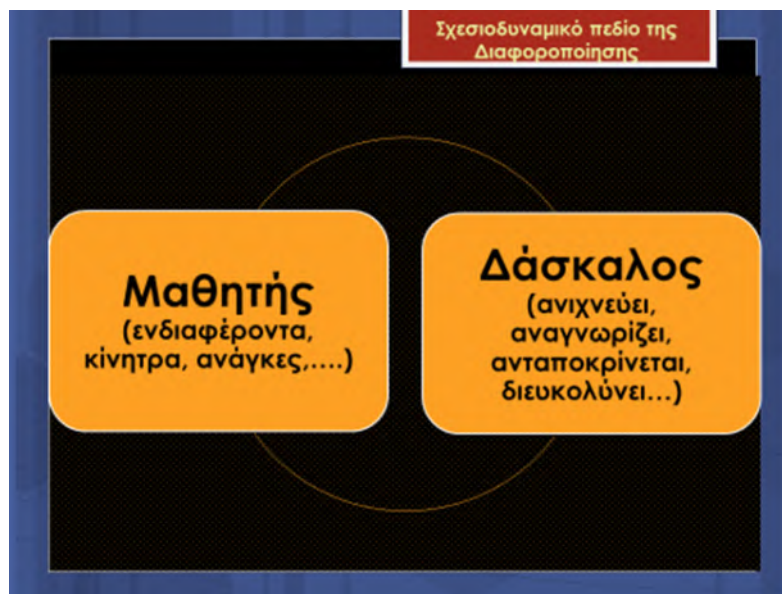 Σχεσιοδυναμικό πεδίο της
Διαφοροποίησης
Μαθητής
(ενδιαφέροντα,
κίνητρα, ανάγκες,....)
Δάσκαλος
(ανιχνεύει,
αναγνωρίζει,
ανταποκρίνεται,
διευκολύνει...)